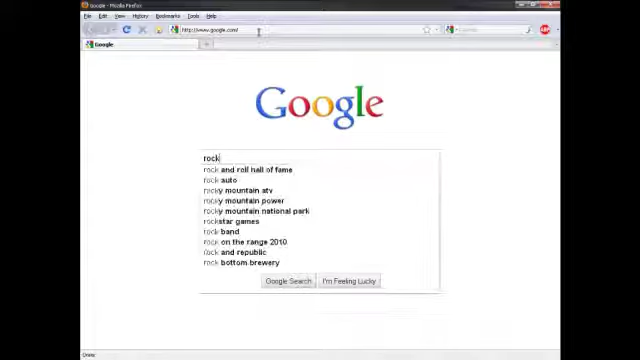 Google - Mozilla Firefox
File Edit View History Bookmarks Tools Help
http://www.google.com/
Google
Google
rock
rock and roll hall of fame
rock auto
rocky mountain atv
rocky mountain power
rocky mountain national park
rockstar games
rock band
rock on the range 2010
rock and republic
rock bottom brewery
Google Search I'm Feeling Lucky